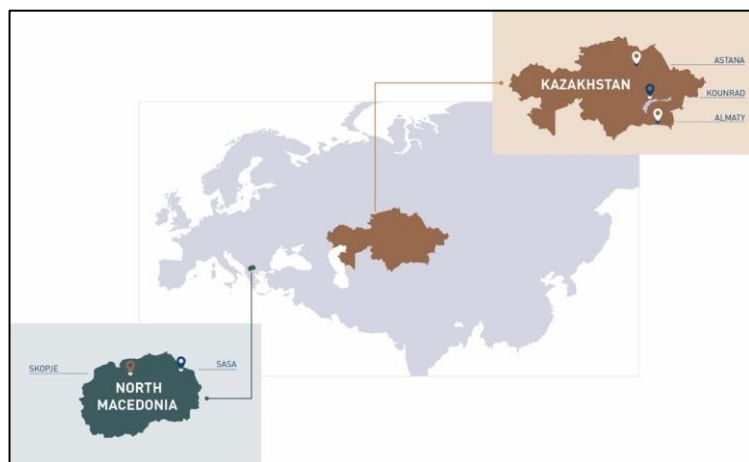 ASTANA
KAZAKHSTAN
KOUNRAD
ALMATY
SKOPJE
SASA
NORTH
MACEDONIA